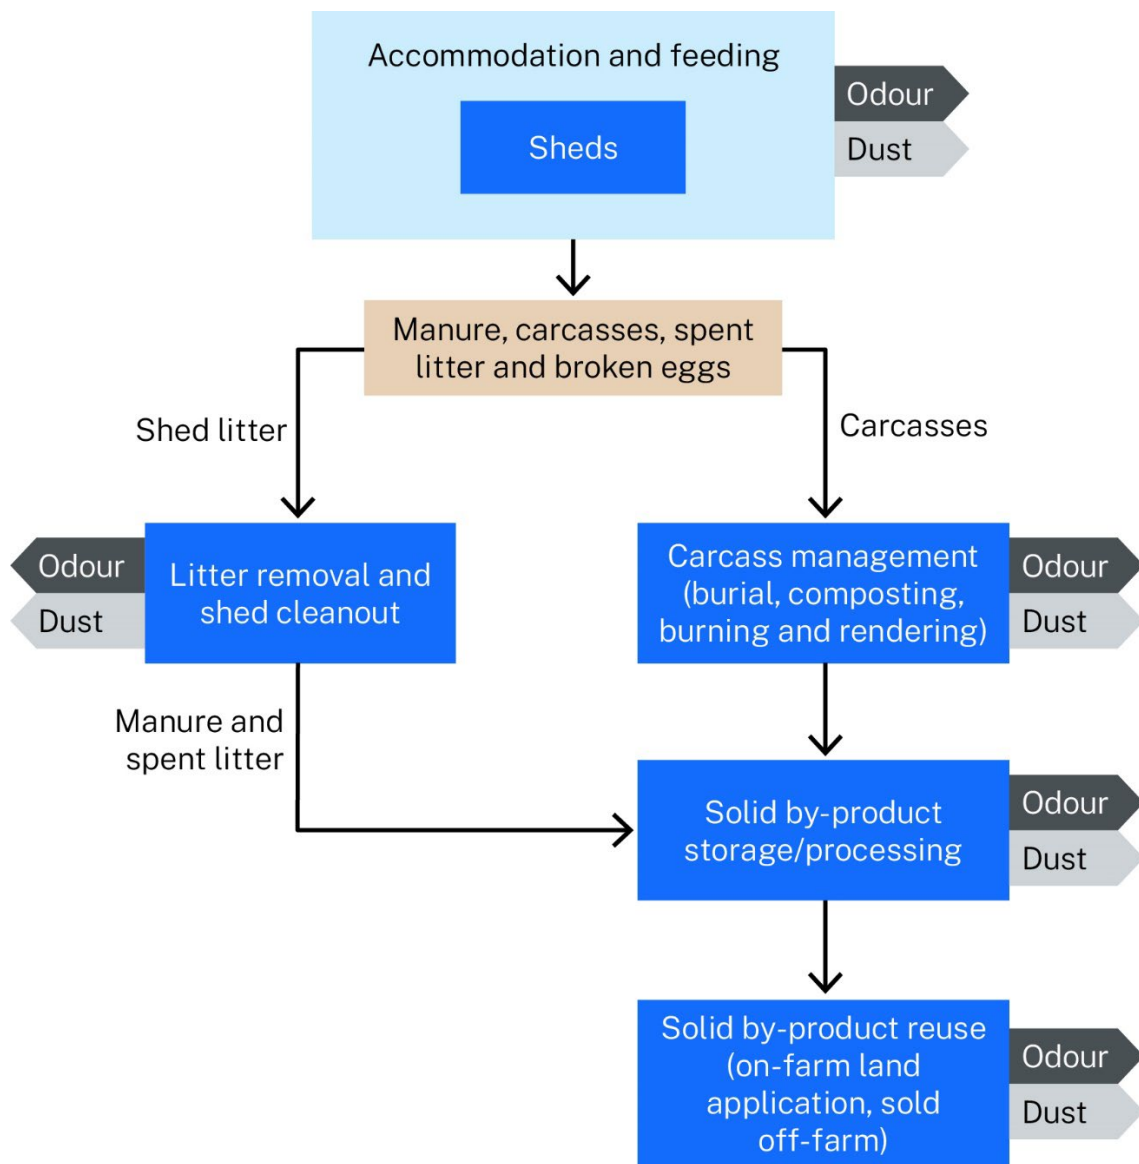 Accommodation and feeding
Sheds
Odour
Dust
Manure, carcasses, spent
litter and broken eggs
Shed litter
Carcasses
Odour
Dust
Litter removal and
shed cleanout
Carcass management
(burial, composting,
burning and rendering)
Odour
Dust
Manure and
spent litter
Solid by-product
storage/processing
Odour
Dust
Solid by-product reuse
(on-farm land
application, sold
off-farm)
Odour
Dust